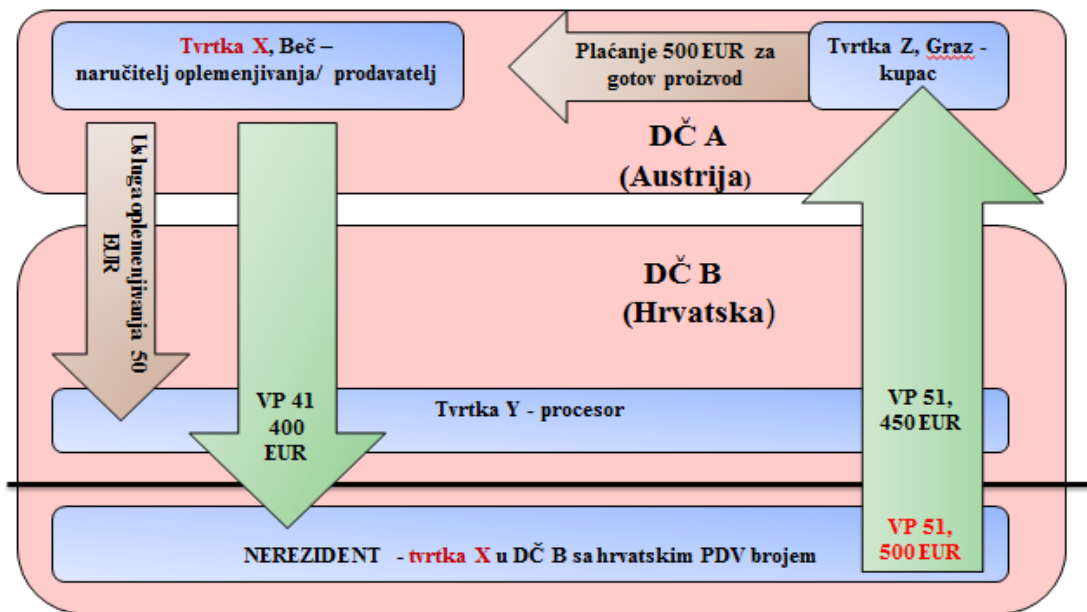 Tvrtka X, Beč –
naručitelj oplemenjivanja/ prodavatelj
Plaćanje 500 EUR za
gotov proizvod
Tvrtka Z, Graz -
kupac
DČ A
(Austrija)
Usluga oplemenjivanja 50
EUR
DČ B
(Hrvatska)
VP 41
400
EUR
Tvrtka Y - procesor
VP 51,
450 EUR
VP 51,
500 EUR
NEREZIDENT - tvrtka X u DČ B sa hrvatskim PDV brojem